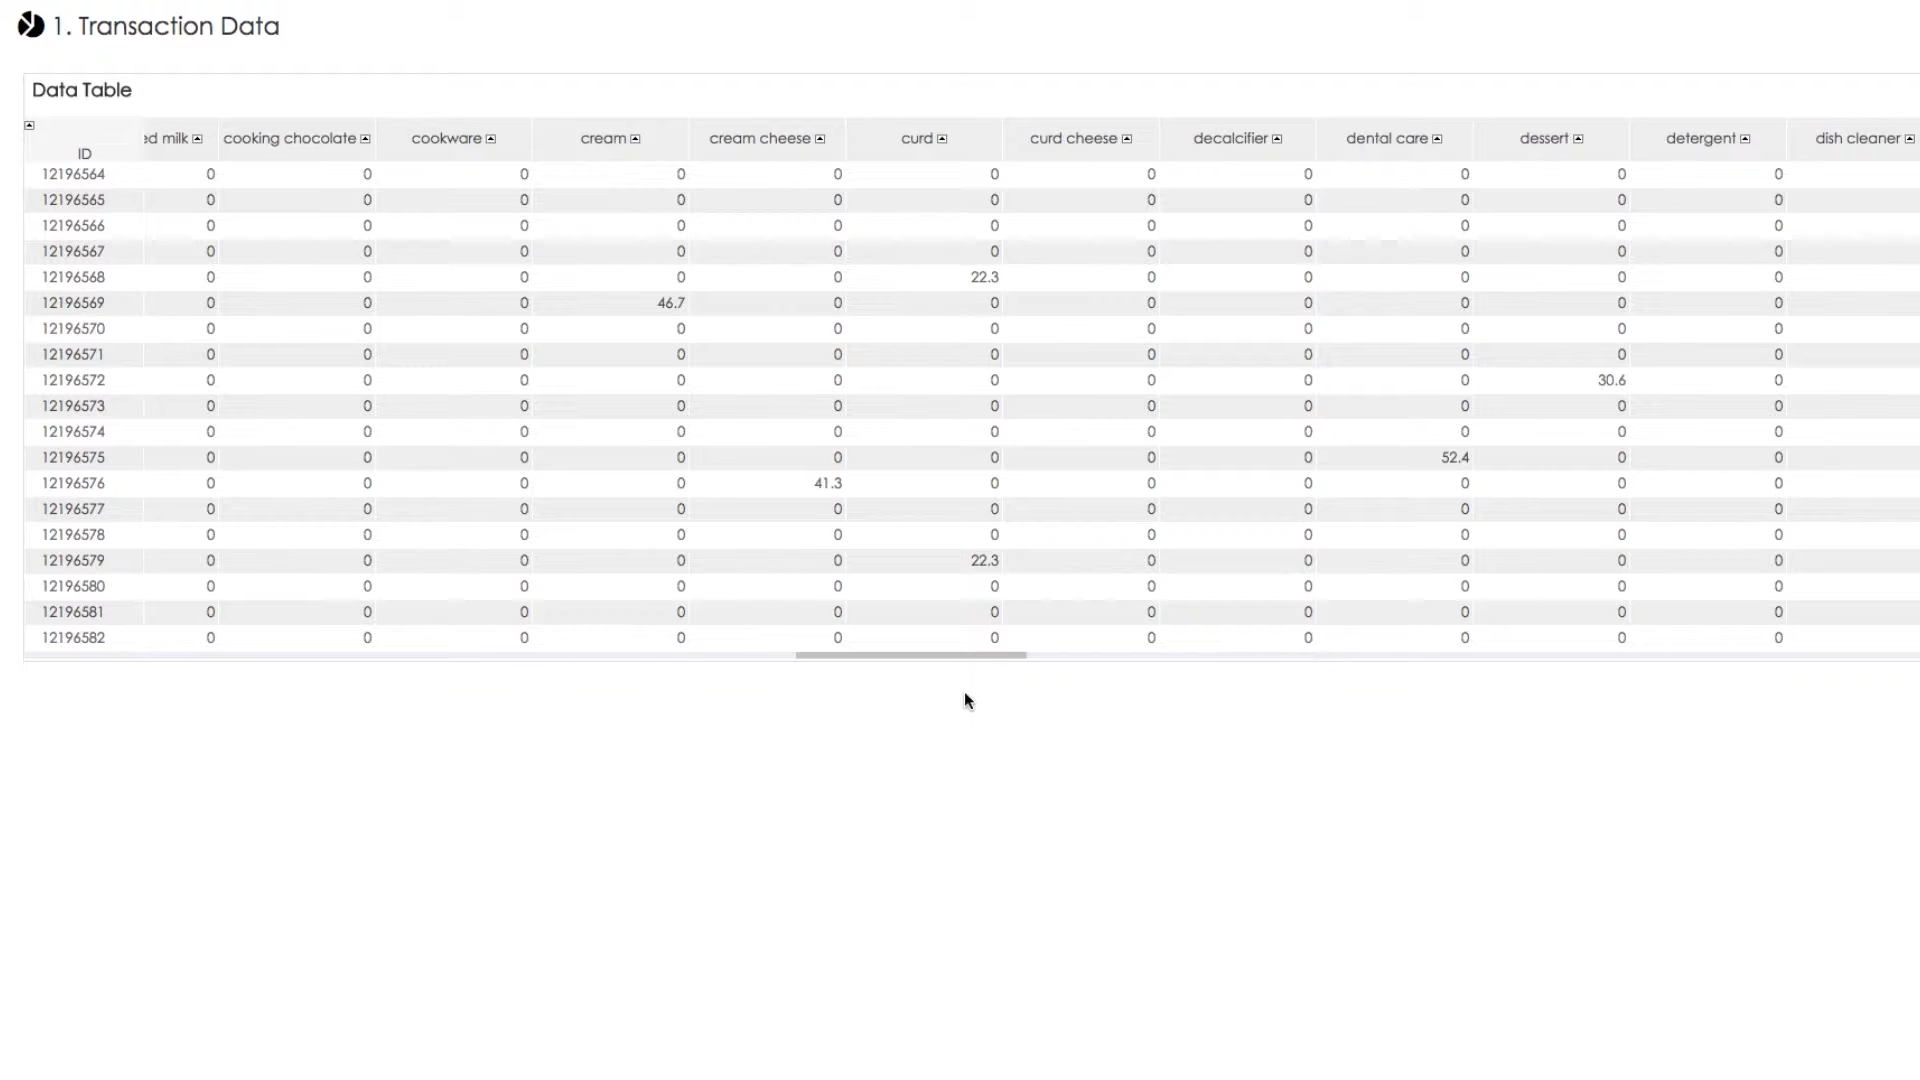 1. Transaction Data
Data Table
ed milk cooking chocolate cookware cream cream cheese curd curd cheese decalcifier dental care dessert detergent dish cleaner
ID
12196564 0 0 0 0 0 0 0 0 0 0 0
12196565 0 0 0 0 0 0 0 0 0 0 0
12196566 0 0 0 0 0 0 0 0 0 0 0
12196567 0 0 0 0 0 0 0 0 0 0 0
12196568 0 0 0 0 0 22.3 0 0 0 0 0
12196569 0 0 0 46.7 0 0 0 0 0 0 0
12196570 0 0 0 0 0 0 0 0 0 0 0
12196571 0 0 0 0 0 0 0 0 0 0 0
12196572 0 0 0 0 0 0 0 0 0 30.6 0
12196573 0 0 0 0 0 0 0 0 0 0 0
12196574 0 0 0 0 0 0 0 0 0 0 0
12196575 0 0 0 0 0 0 0 0 52.4 0 0
12196576 0 0 0 0 41.3 0 0 0 0 0 0
12196577 0 0 0 0 0 0 0 0 0 0 0
12196578 0 0 0 0 0 0 0 0 0 0 0
12196579 0 0 0 0 0 22.3 0 0 0 0 0
12196580 0 0 0 0 0 0 0 0 0 0 0
12196581 0 0 0 0 0 0 0 0 0 0 0
12196582 0 0 0 0 0 0 0 0 0 0 0